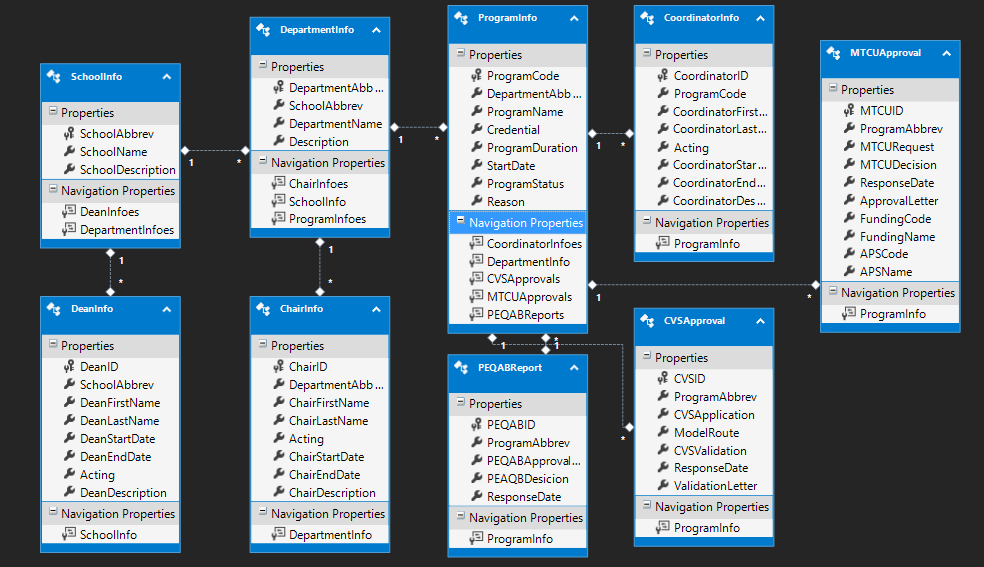 SchoolInfo
Properties
SchoolAbbrev
SchoolName
SchoolDescription
Navigation Properties
DeanInfoes
DepartmentInfoes
DepartmentInfo
Properties
DepartmentAbb ...
SchoolAbbrev
DepartmentName
Description
Navigation Properties
ChairInfoes
SchoolInfo
ProgramInfoes
ProgramInfo
Properties
ProgramCode
DepartmentAbb ...
ProgramName
Credential
ProgramDuration
StartDate
ProgramStatus
Reason
Navigation Properties
CoordinatorInfoes
DepartmentInfo
CVSApprovals
MTCUApprovals
PEQABReports
CoordinatorInfo
Properties
CoordinatorID
ProgramCode
CoordinatorFirst...
CoordinatorLast...
Acting
CoordinatorStar ...
CoordinatorEnd...
CoordinatorDes ...
Navigation Properties
ProgramInfo
MTCUApproval
Properties
MTCUID
ProgramAbbrev
MTCURequest
MTCUDecision
ResponseDate
ApprovalLetter
FundingCode
FundingName
APSCode
APSName
Navigation Properties
ProgramInfo
DeanInfo
Properties
DeanID
SchoolAbbrev
DeanFirstName
DeanLastName
DeanStartDate
DeanEndDate
Acting
DeanDescription
Navigation Properties
SchoolInfo
ChairInfo
Properties
ChairID
DepartmentAbb ...
ChairFirstName
ChairLastName
Acting
ChairStartDate
ChairEndDate
ChairDescription
Navigation Properties
DepartmentInfo
PEQABReport
Properties
PEQABID
ProgramAbbrev
PEQABApproval...
PEAQBDesicion
ResponseDate
Navigation Properties
ProgramInfo
CVSApproval
Properties
CVSID
ProgramAbbrev
CVSApplication
ModelRoute
CVSValidation
ResponseDate
ValidationLetter
Navigation Properties
ProgramInfo
1
*
1
*
1
*
1
*
1
*
1
*
1
*
1
*